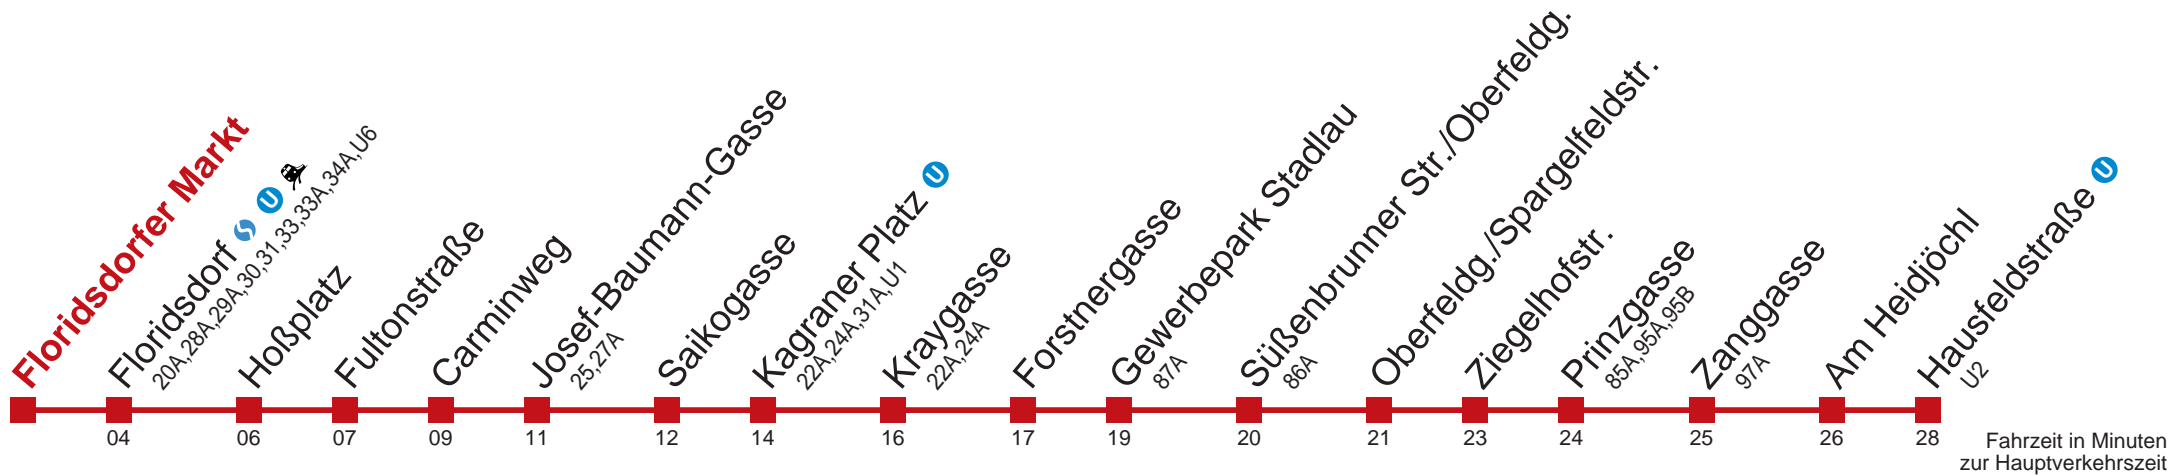 Floridsdorfer Markt
Floridsdorf S U
20A,28A,29A,30,31,33,33A,34A,U6
Hoßplatz
Fultonstraße
Carminweg
Josef-Baumann-Gasse
25,27A
Saikogasse
Kagraner Platz U
22A,24A,31A,U1
Kraygasse
22A,24A
Forstnergasse
Gewerbepark Stadlau
87A
Süßenbrunner Str./Oberfeldg.
86A
Oberfeldg./Spargelfeldstr.
Ziegelhofstr.
Prinzgasse
85A,95A,95B
Zanggasse
97A
Am Heidjöchl
Hausfeldstraße U
U2
04 06 07 09 11 12 14 16 17 19 20 21 23 24 25 26 28
Fahrzeit in Minuten
zur Hauptverkehrszeit